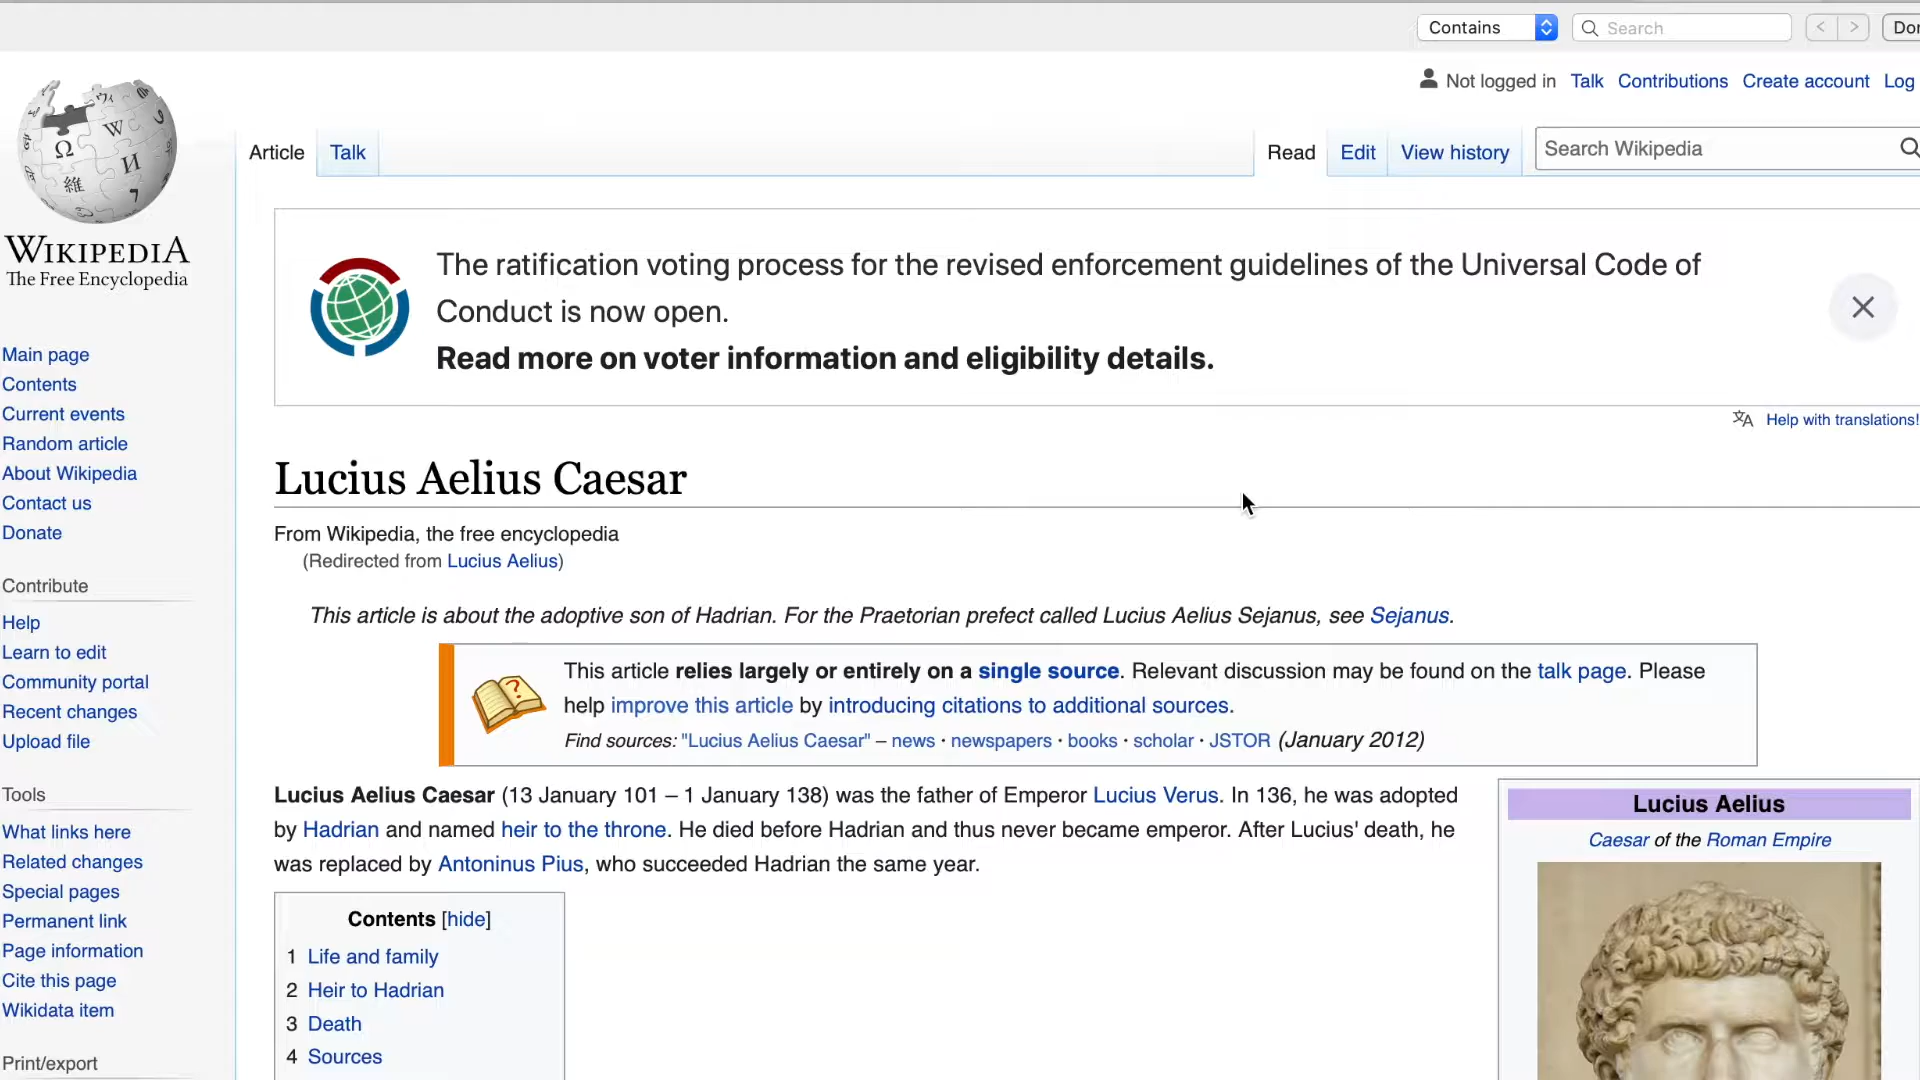 Contains
Search
< >
Not logged in Talk Contributions Create account Log
Article Talk
Read Edit View history
Search Wikipedia
WIKIPEDIA
The Free Encyclopedia
The ratification voting process for the revised enforcement guidelines of the Universal Code of
Conduct is now open.
Read more on voter information and eligibility details.
Help with translations!
Main page
Contents
Current events
Random article
About Wikipedia
Contact us
Donate
Contribute
Help
Learn to edit
Community portal
Recent changes
Upload file
Tools
What links here
Related changes
Special pages
Permanent link
Page information
Cite this page
Wikidata item
Print/export
Lucius Aelius Caesar
From Wikipedia, the free encyclopedia
(Redirected from Lucius Aelius)
This article is about the adoptive son of Hadrian. For the Praetorian prefect called Lucius Aelius Sejanus, see Sejanus.
This article relies largely or entirely on a single source. Relevant discussion may be found on the talk page. Please
help improve this article by introducing citations to additional sources.
Find sources: "Lucius Aelius Caesar" – news · newspapers · books · scholar · JSTOR (January 2012)
Lucius Aelius Caesar (13 January 101 – 1 January 138) was the father of Emperor Lucius Verus. In 136, he was adopted
by Hadrian and named heir to the throne. He died before Hadrian and thus never became emperor. After Lucius' death, he
was replaced by Antoninus Pius, who succeeded Hadrian the same year.
Contents [hide]
1 Life and family
2 Heir to Hadrian
3 Death
4 Sources
Lucius Aelius
Caesar of the Roman Empire